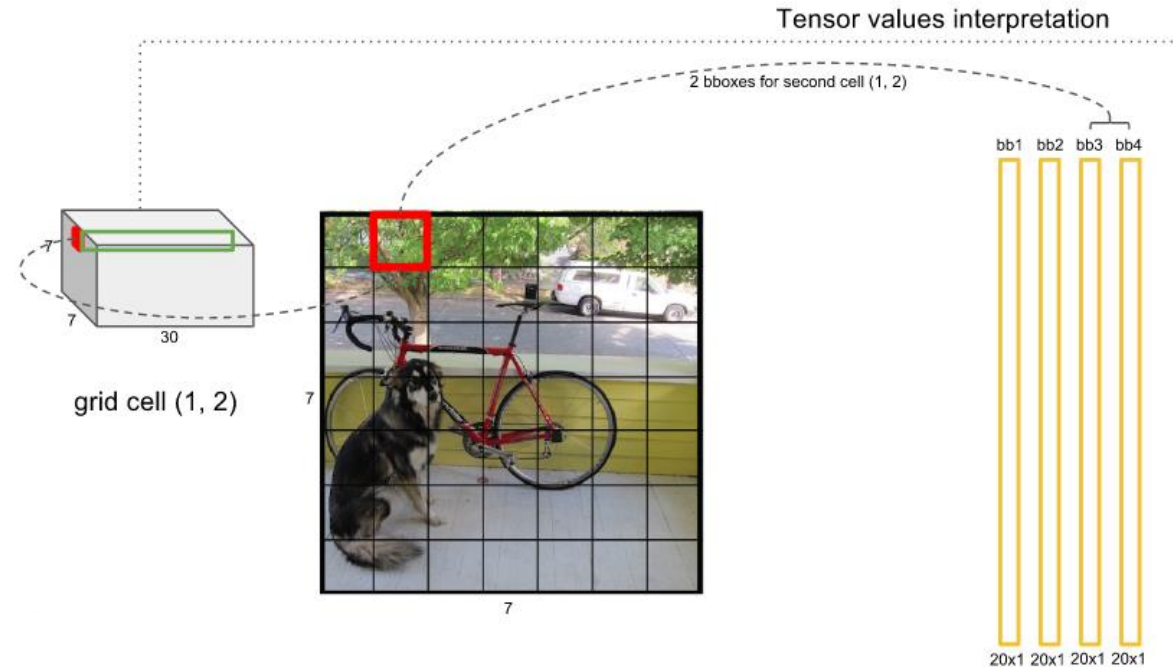 Tensor values interpretation
2 bboxes for second cell (1, 2)
bb1 bb2 bb3 bb4
7
7
30
grid cell (1, 2)
7
7
20x1 20x1 20x1 20x1